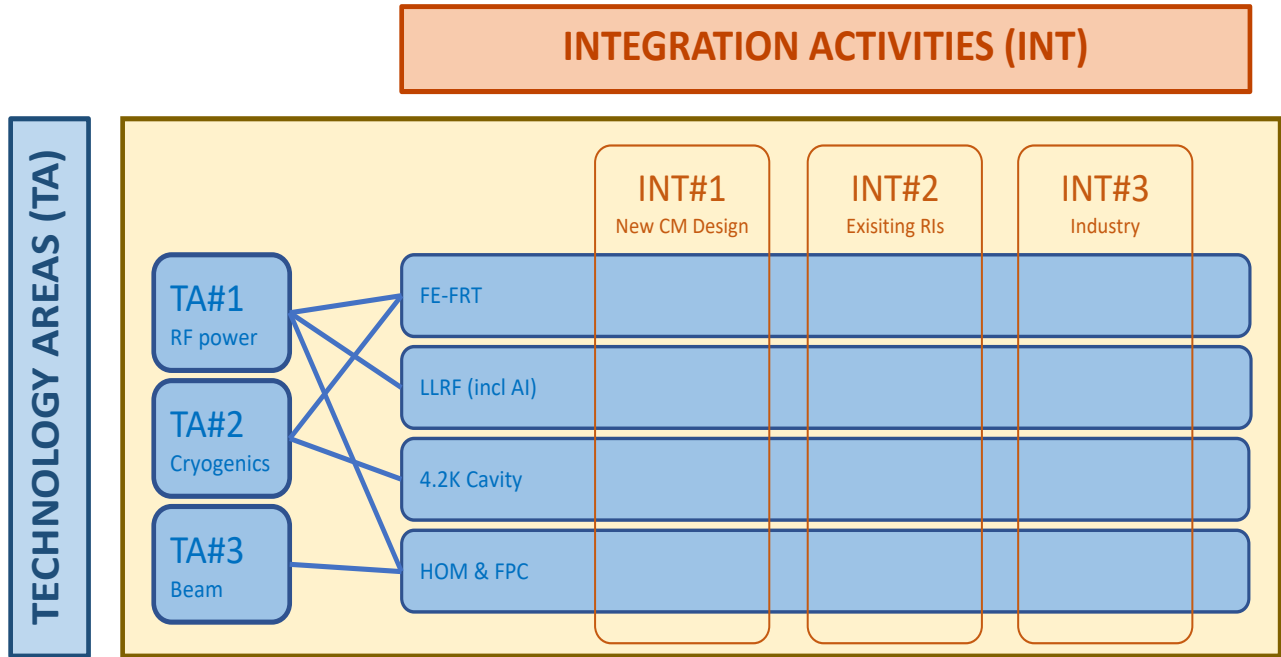 INTEGRATION ACTIVITIES (INT)
TECHNOLOGY AREAS (TA)
INT#1
New CM Design
INT#2
Exisiting RIs
INT#3
Industry
TA#1
RF power
TA#2
Cryogenics
TA#3
Beam
FE-FRT
LLRF (incl AI)
4.2K Cavity
HOM & FPC